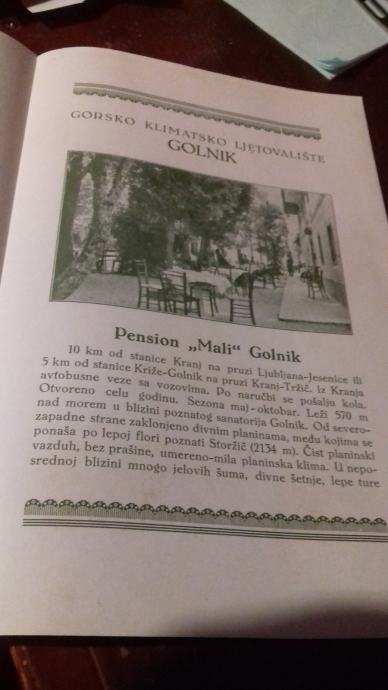 GORSKO KLIMATSKO LJETOVALIŠTE
GOLNIK
Pension „Mali“ Golnik
10 km od stanice Kranj na pruzi Ljubljana-Jesenice ili
5 km od stanice Križe-Golnik na pruzi Kranj-Tržič. iz Kranja
avtobusne veze sa vozovima. Po naručbi se pošalju kola.
Otvoreno celu godinu. Sezona maj-oktobar. Leži 570 m
nad morem u blizini poznatog sanatorija Golnik. Od severo-
zapadne strane zaklonjeno divnim planinama, među kojima se
ponaša po lepoj flori poznati Storžič (2134 m). Čist planinski
vazduh, bez prašine, umereno-mila planinska klima. U nepo-
srednoj blizini mnogo jelovih šuma, divne šetnje, lepe ture